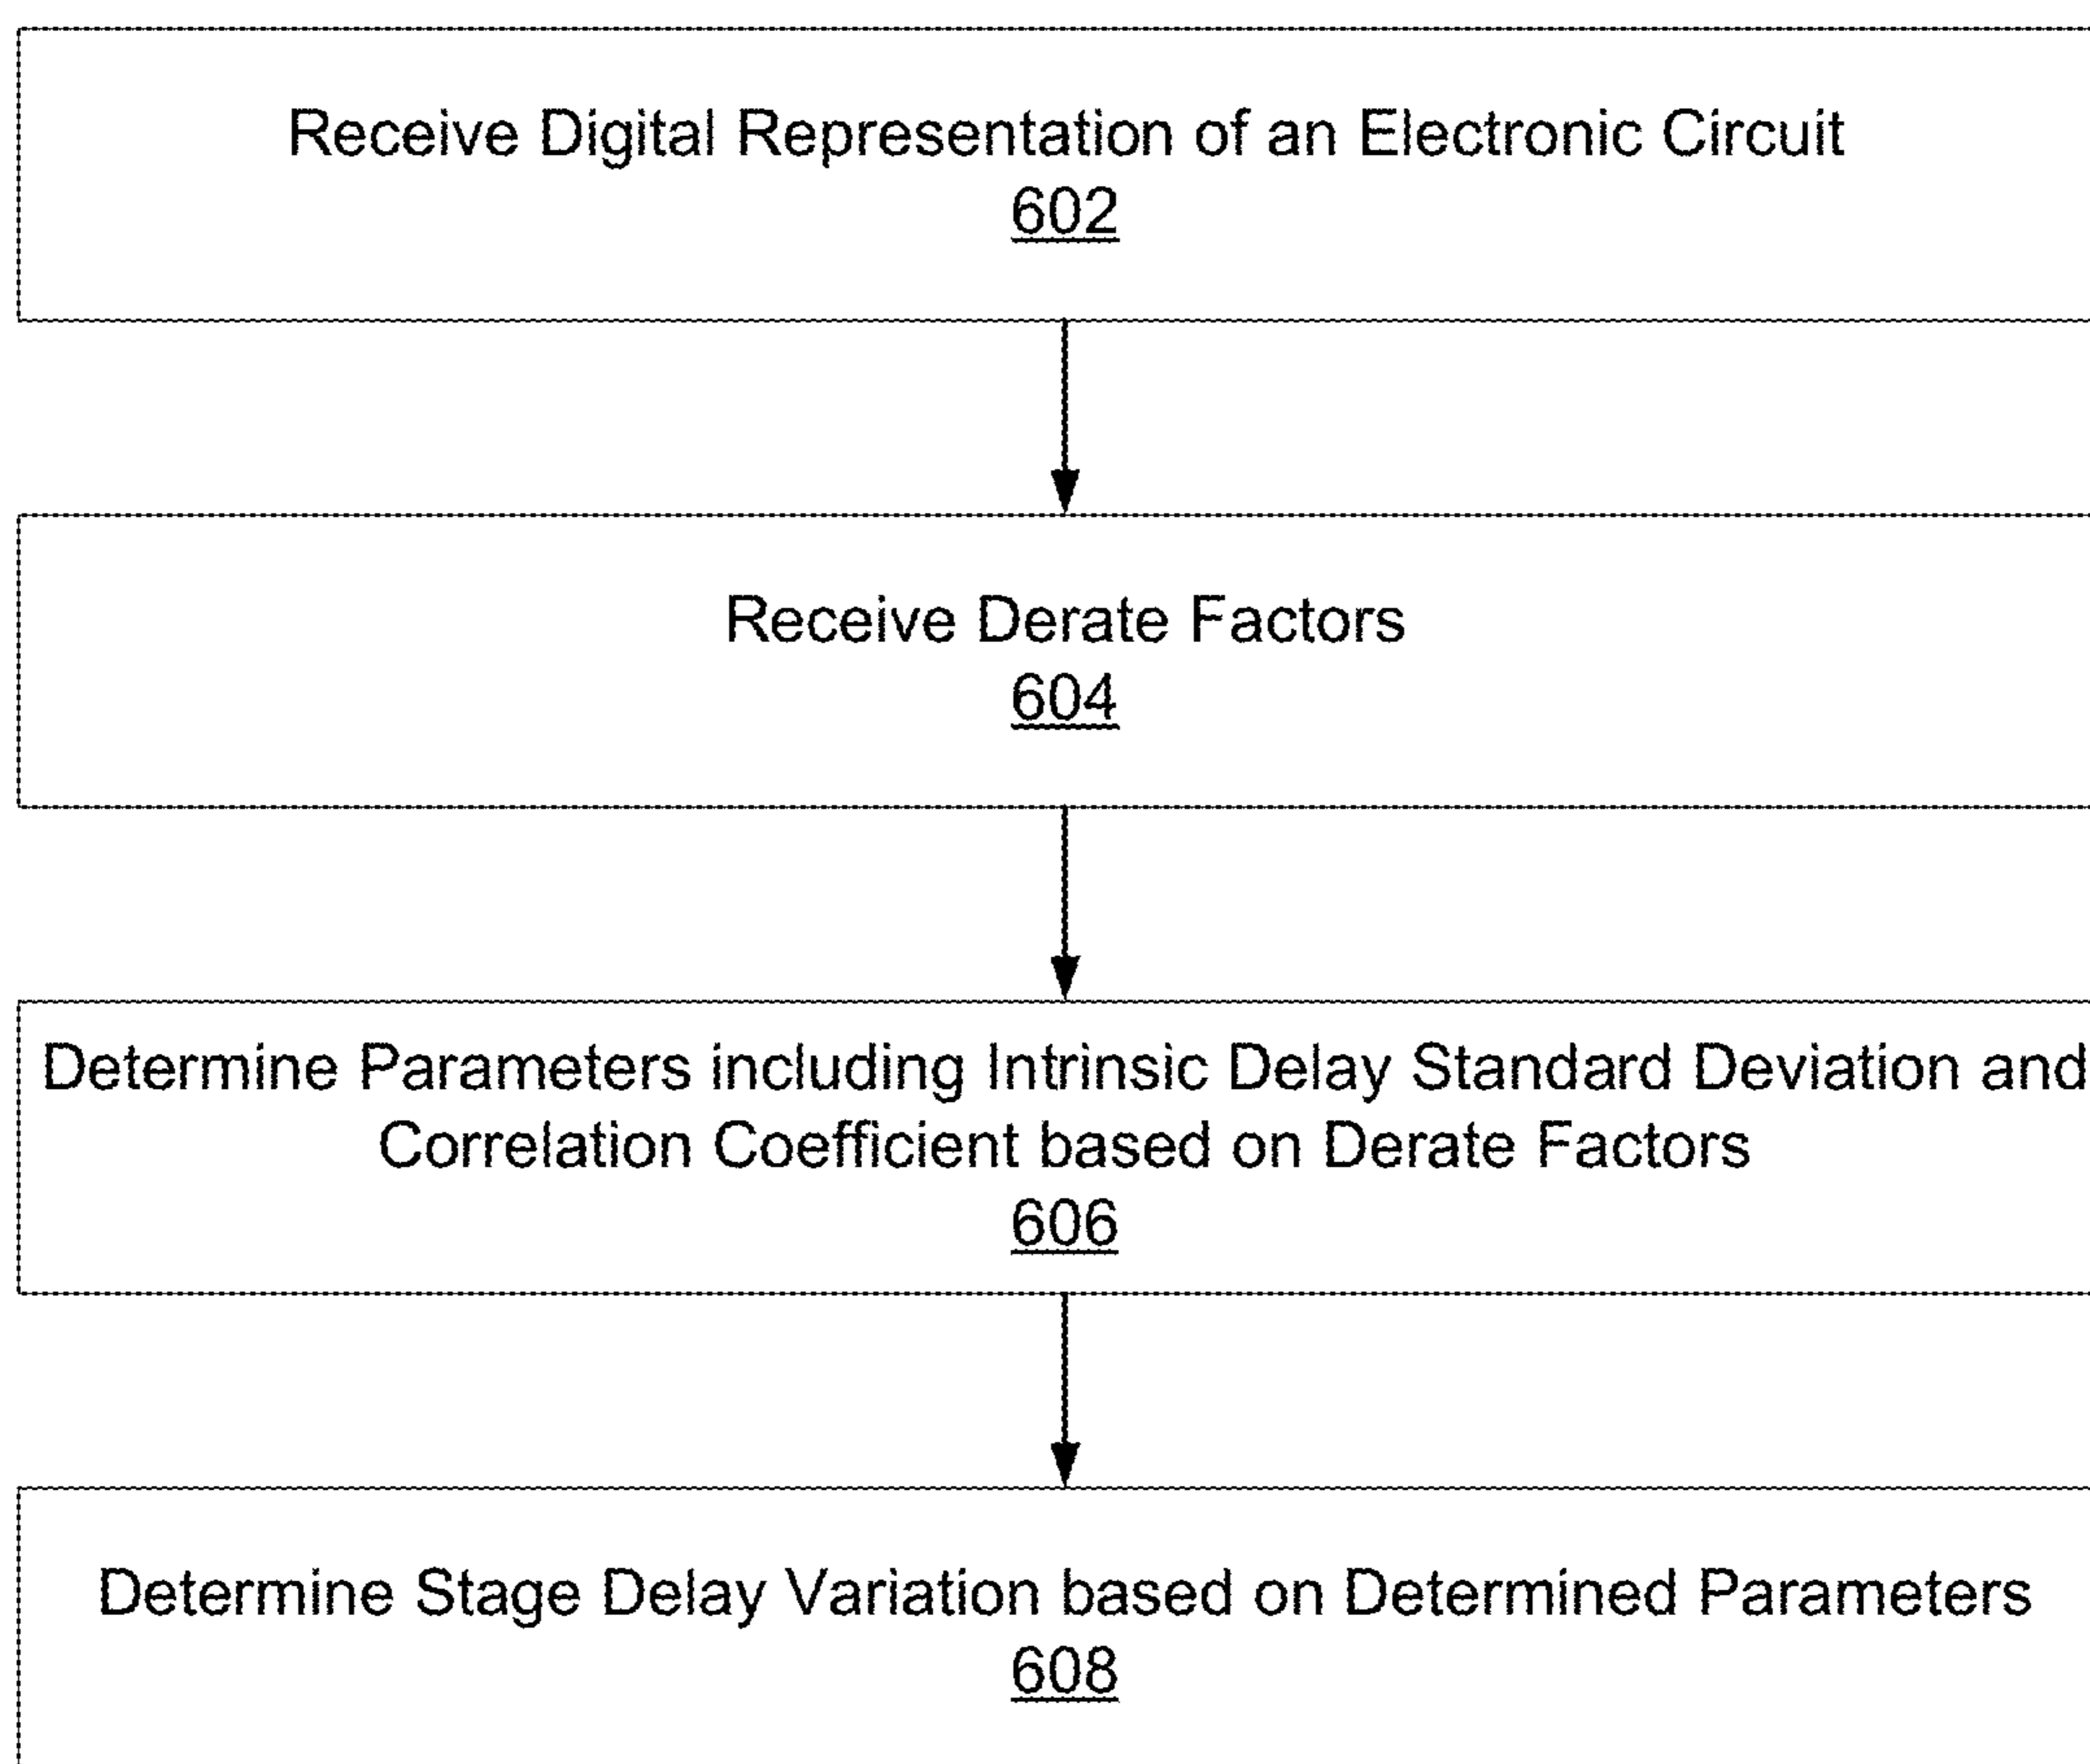 Receive Digital Representation of an Electronic Circuit
602
Receive Derate Factors
604
Determine Parameters including Intrinsic Delay Standard Deviation and
Correlation Coefficient based on Derate Factors
606
Determine Stage Delay Variation based on Determined Parameters
608